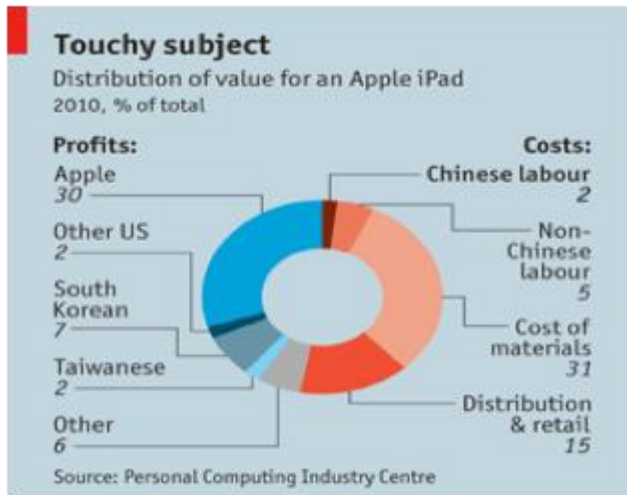 Touchy subject
Distribution of value for an Apple iPad
2010, % of total
Profits:
Apple
30
Other US
2
South
Korean
7
Taiwanese
2
Other
6
Costs:
Chinese labour
2
Non-
Chinese
labour
5
Cost of
materials
31
Distribution
& retail
15
Source: Personal Computing Industry Centre